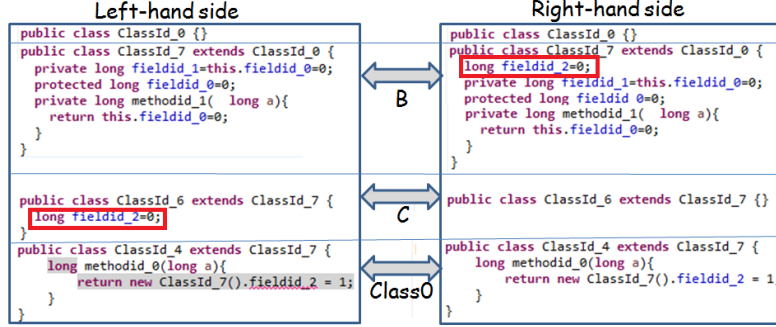 Left-hand side
public class ClassId_0 {}
public class ClassId_7 extends ClassId_0 {
private long fieldid_1=this.fieldid_0=0;
protected long fieldid_0=0;
private long methodid_1( long a){
return this.fieldid_0=0;
}
}
public class ClassId_6 extends ClassId_7 {
long fieldid_2=0;
}
public class ClassId_4 extends ClassId_7 {
long methodid_0(long a){
return new ClassId_7().fieldid_2 = 1;
}
}
B
C
Class0
Right-hand side
public class ClassId_0 {}
public class ClassId_7 extends ClassId_0 {
long fieldid_2=0;
private long fieldid_1=this.fieldid_0=0;
protected long fieldid 0=0;
private long methodid_1( long a){
return this.fieldid_0=0;
}
}
public class ClassId_6 extends ClassId_7 {}
public class ClassId_4 extends ClassId_7 {
long methodid_0(long a){
return new ClassId_7().fieldid_2 = 1
}
}